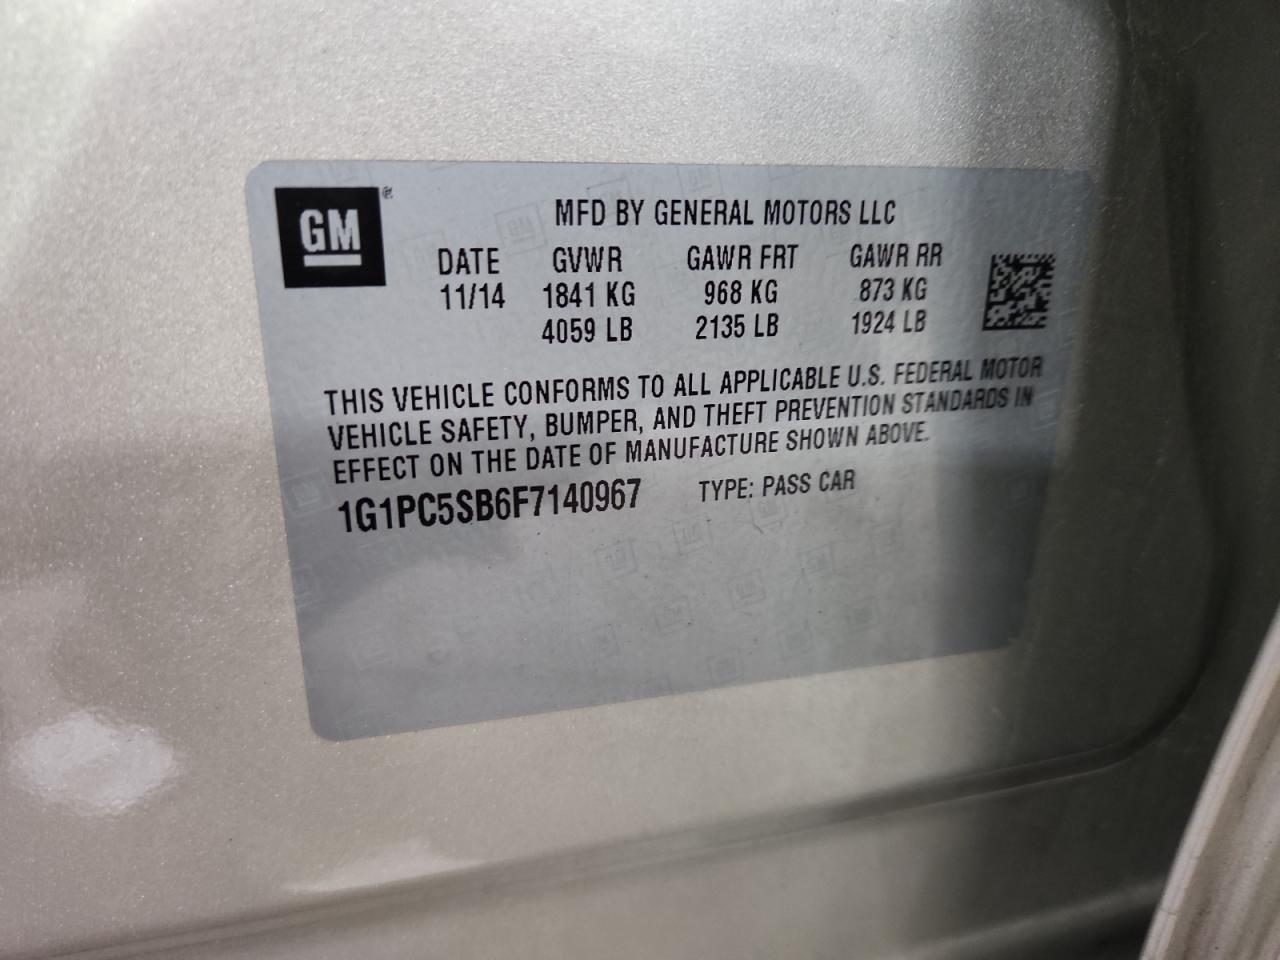 GM
®
MFD BY GENERAL MOTORS LLC
DATE GVWR GAWR FRT GAWR RR
11/14 1841 KG 968 KG 873 KG
4059 LB 2135 LB 1924 LB
THIS VEHICLE CONFORMS TO ALL APPLICABLE U.S. FEDERAL MOTOR
VEHICLE SAFETY, BUMPER, AND THEFT PREVENTION STANDARDS IN
EFFECT ON THE DATE OF MANUFACTURE SHOWN ABOVE.
1G1PC5SB6F7140967 TYPE: PASS CAR